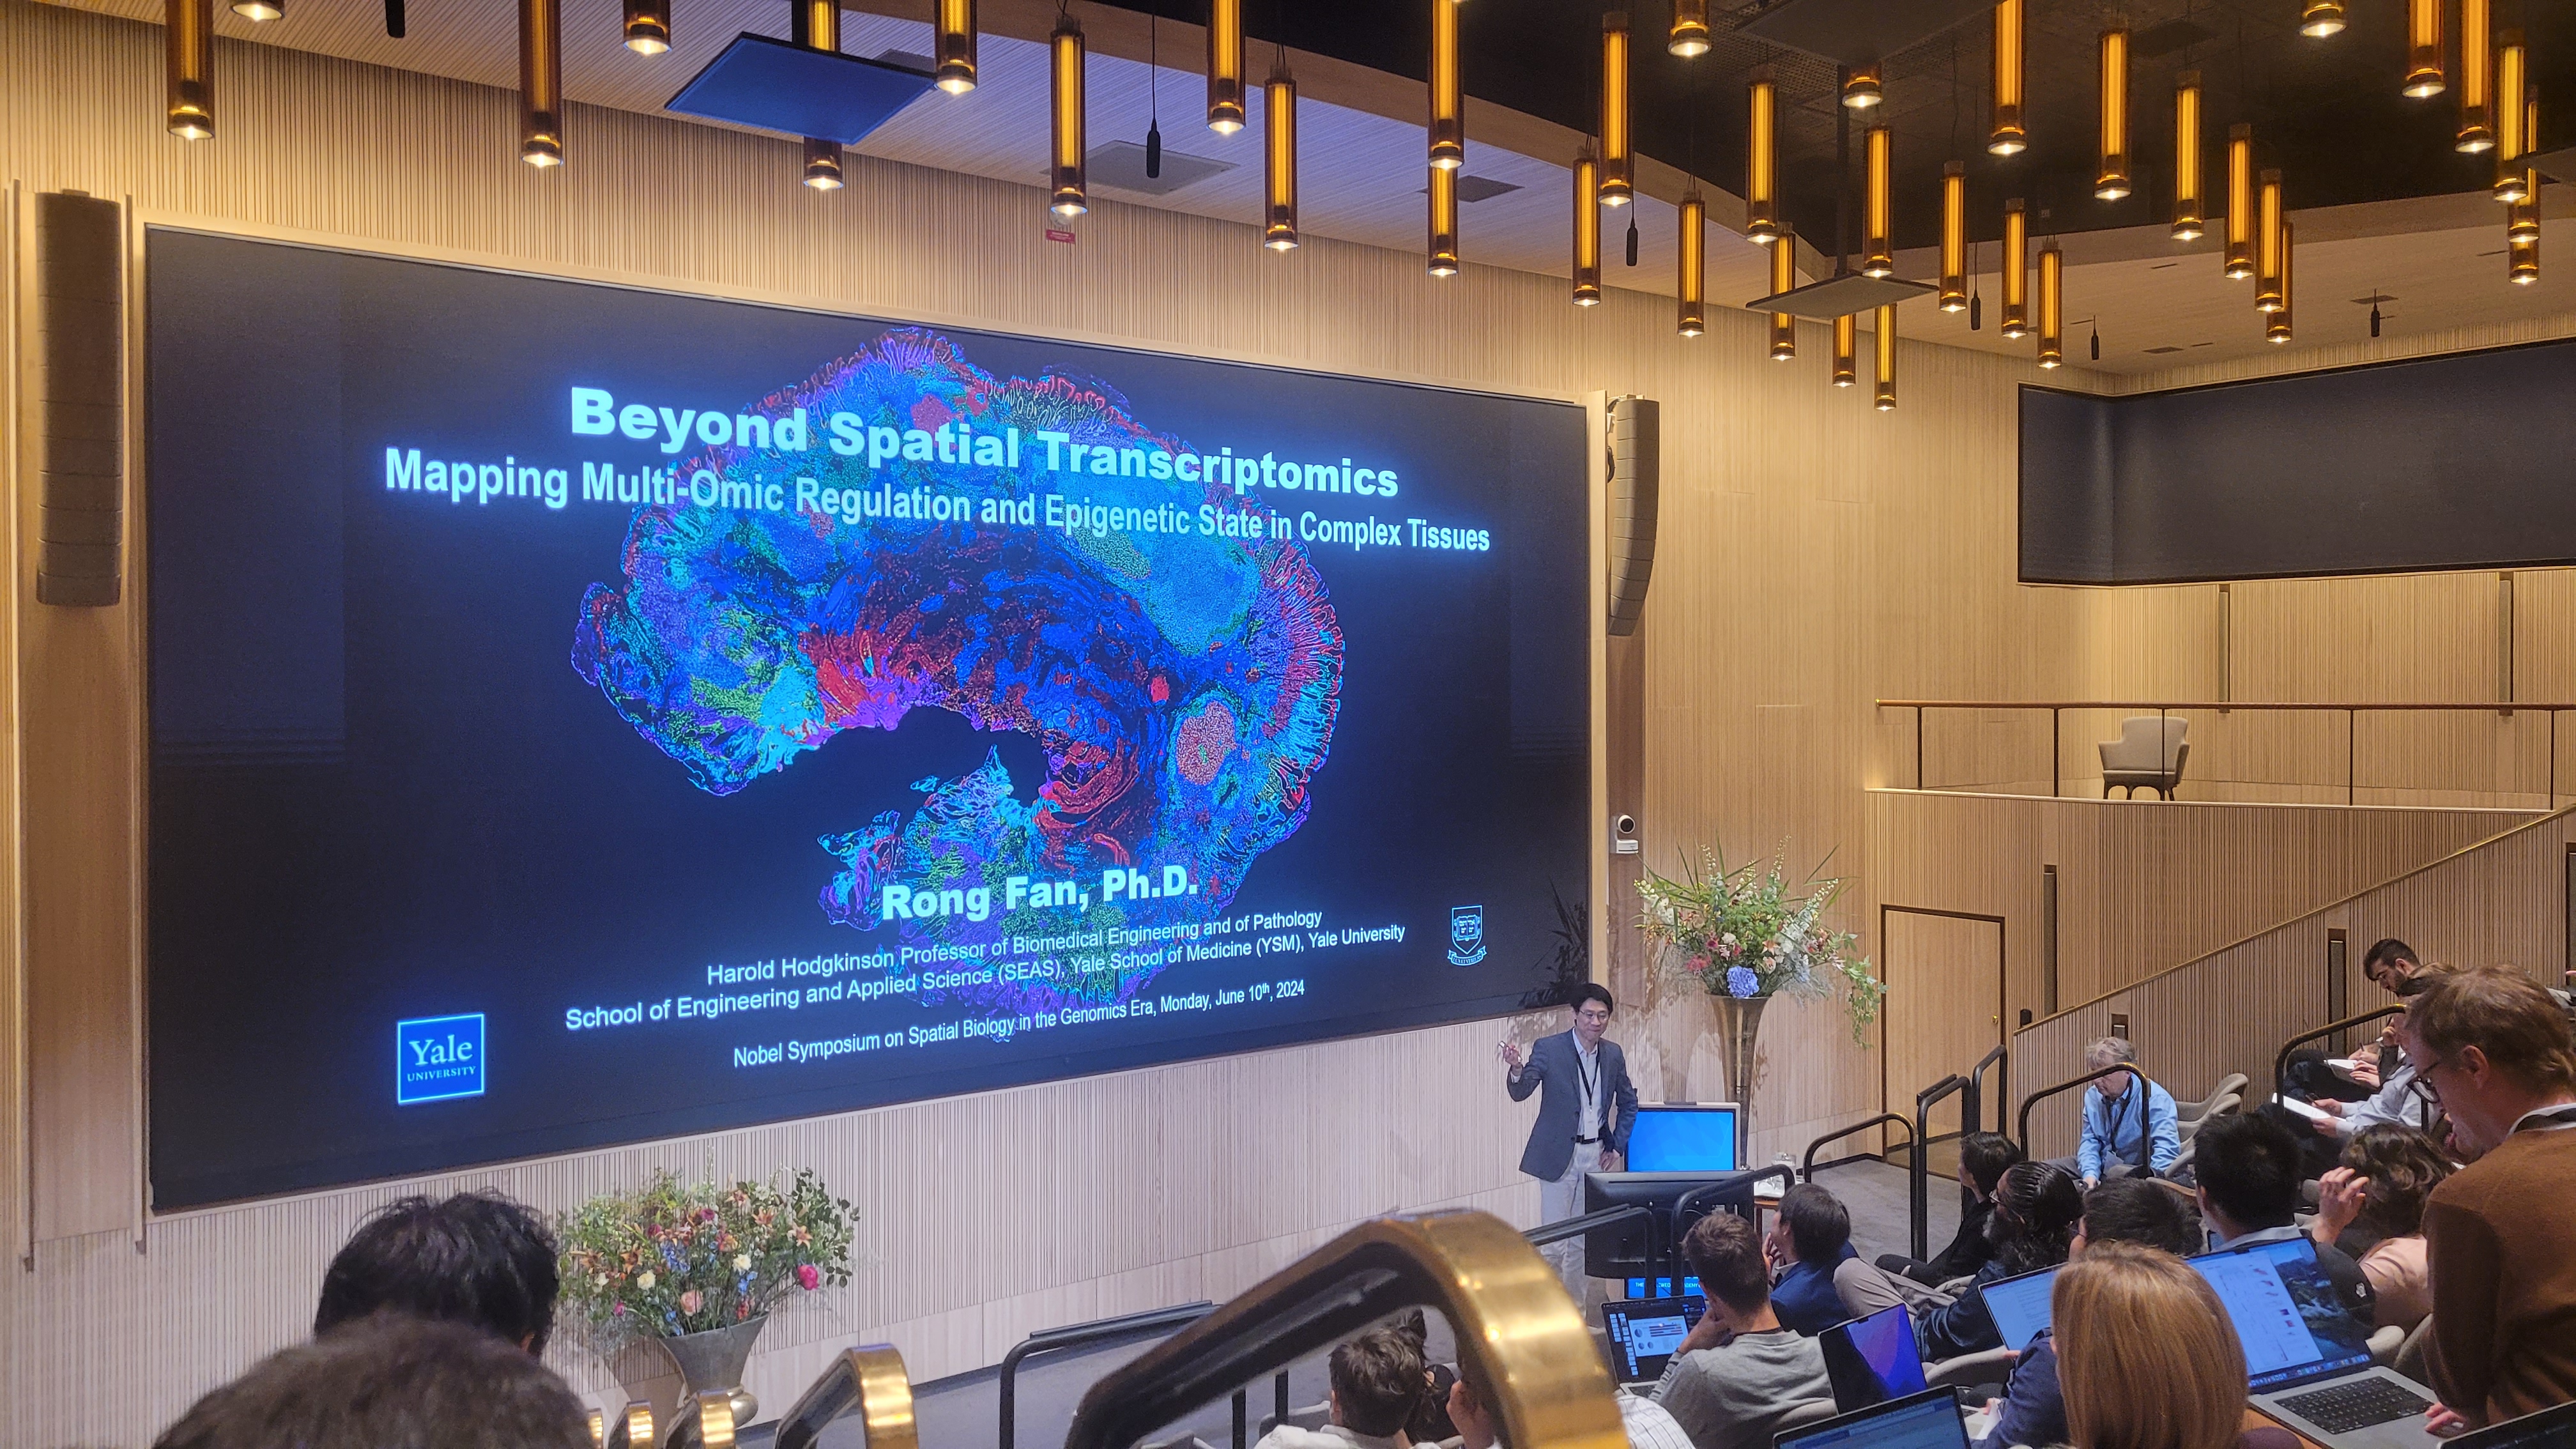 Beyond Spatial Transcriptomics
Mapping Multi-Omic Regulation and Epigenetic State in Complex Tissues
Rong Fan, Ph.D.
Harold Hodgkinson Professor of Biomedical Engineering and of Pathology
School of Engineering and Applied Science (SEAS), Yale School of Medicine (YSM), Yale University
Nobel Symposium on Spatial Biology in the Genomics Era, Monday, June 10th, 2024
Yale
UNIVERSITY